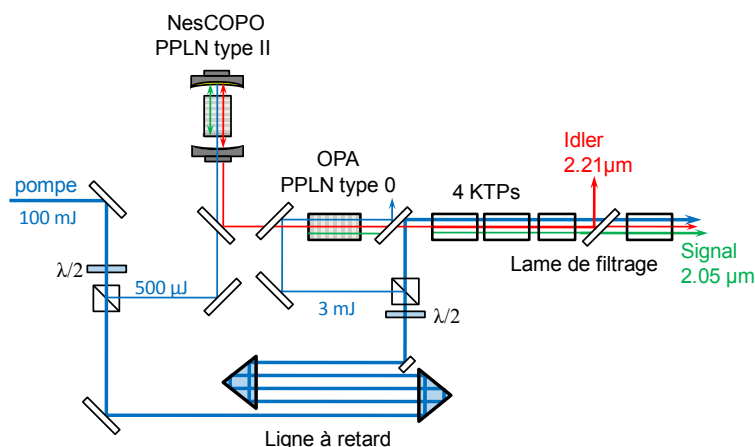 NesCOPO
PPLN type II
OPA
PPLN type 0
Idler
2.21µm
pompe
100 mJ
4 KTPs
λ/2
500 µJ
3 mJ
λ/2
Lame de filtrage
Signal
2.05 µm
Ligne à retard